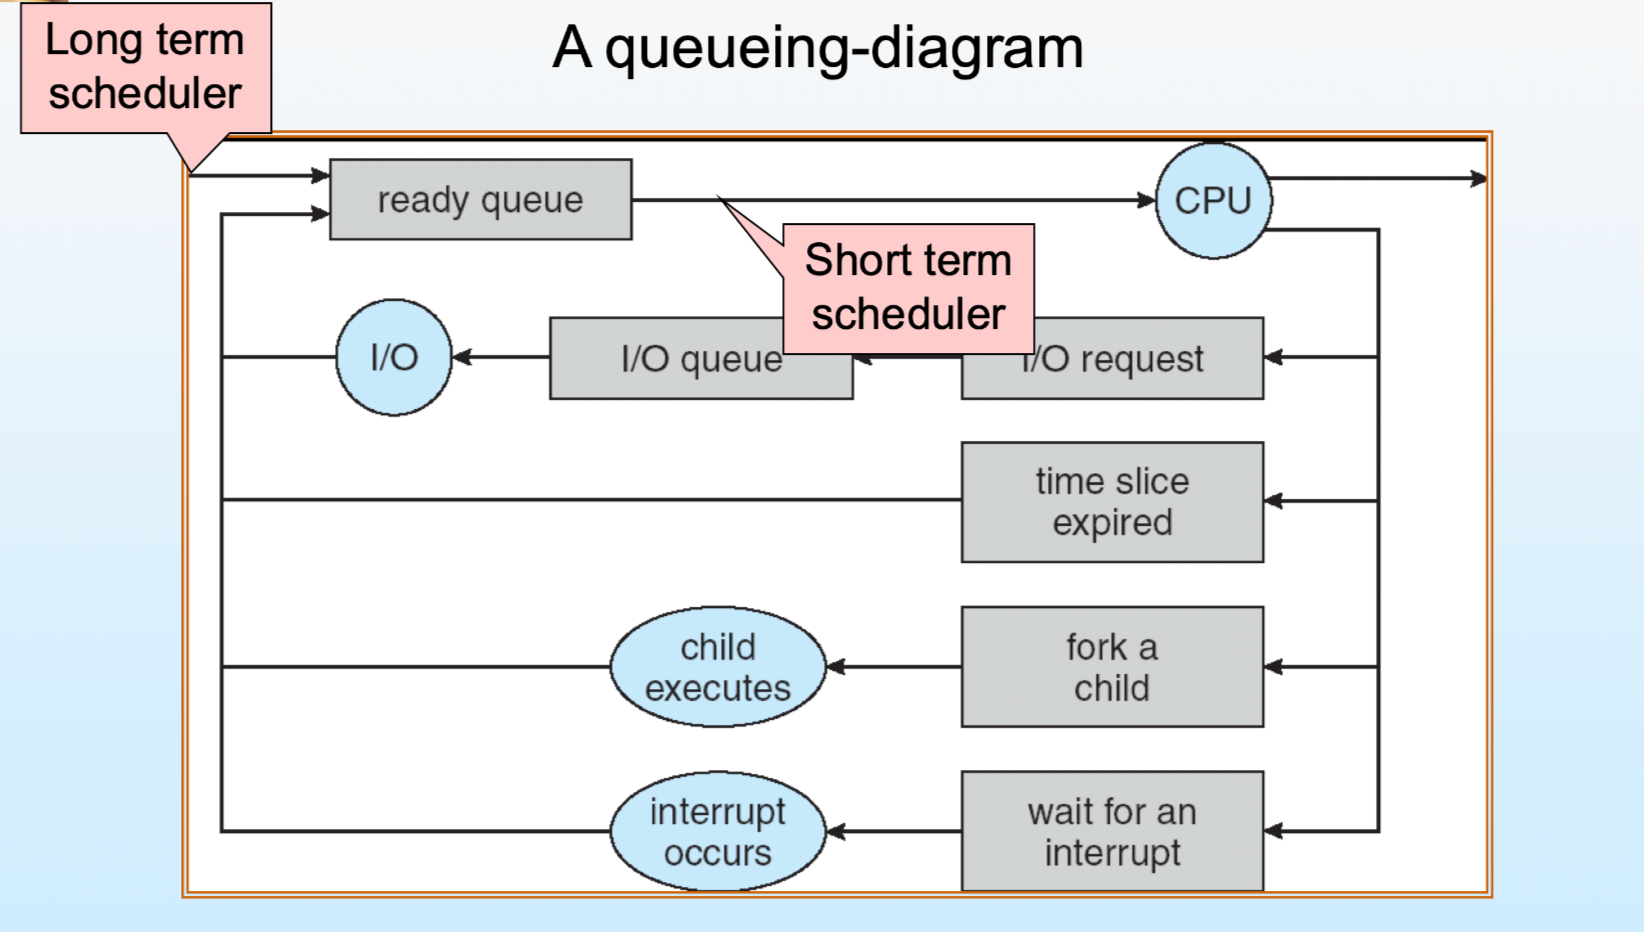 Long term
scheduler
A queueing-diagram
ready queue
CPU
Short term
scheduler
I/O
I/O queue
I/O request
time slice
expired
child
executes
fork a
child
interrupt
occurs
wait for an
interrupt